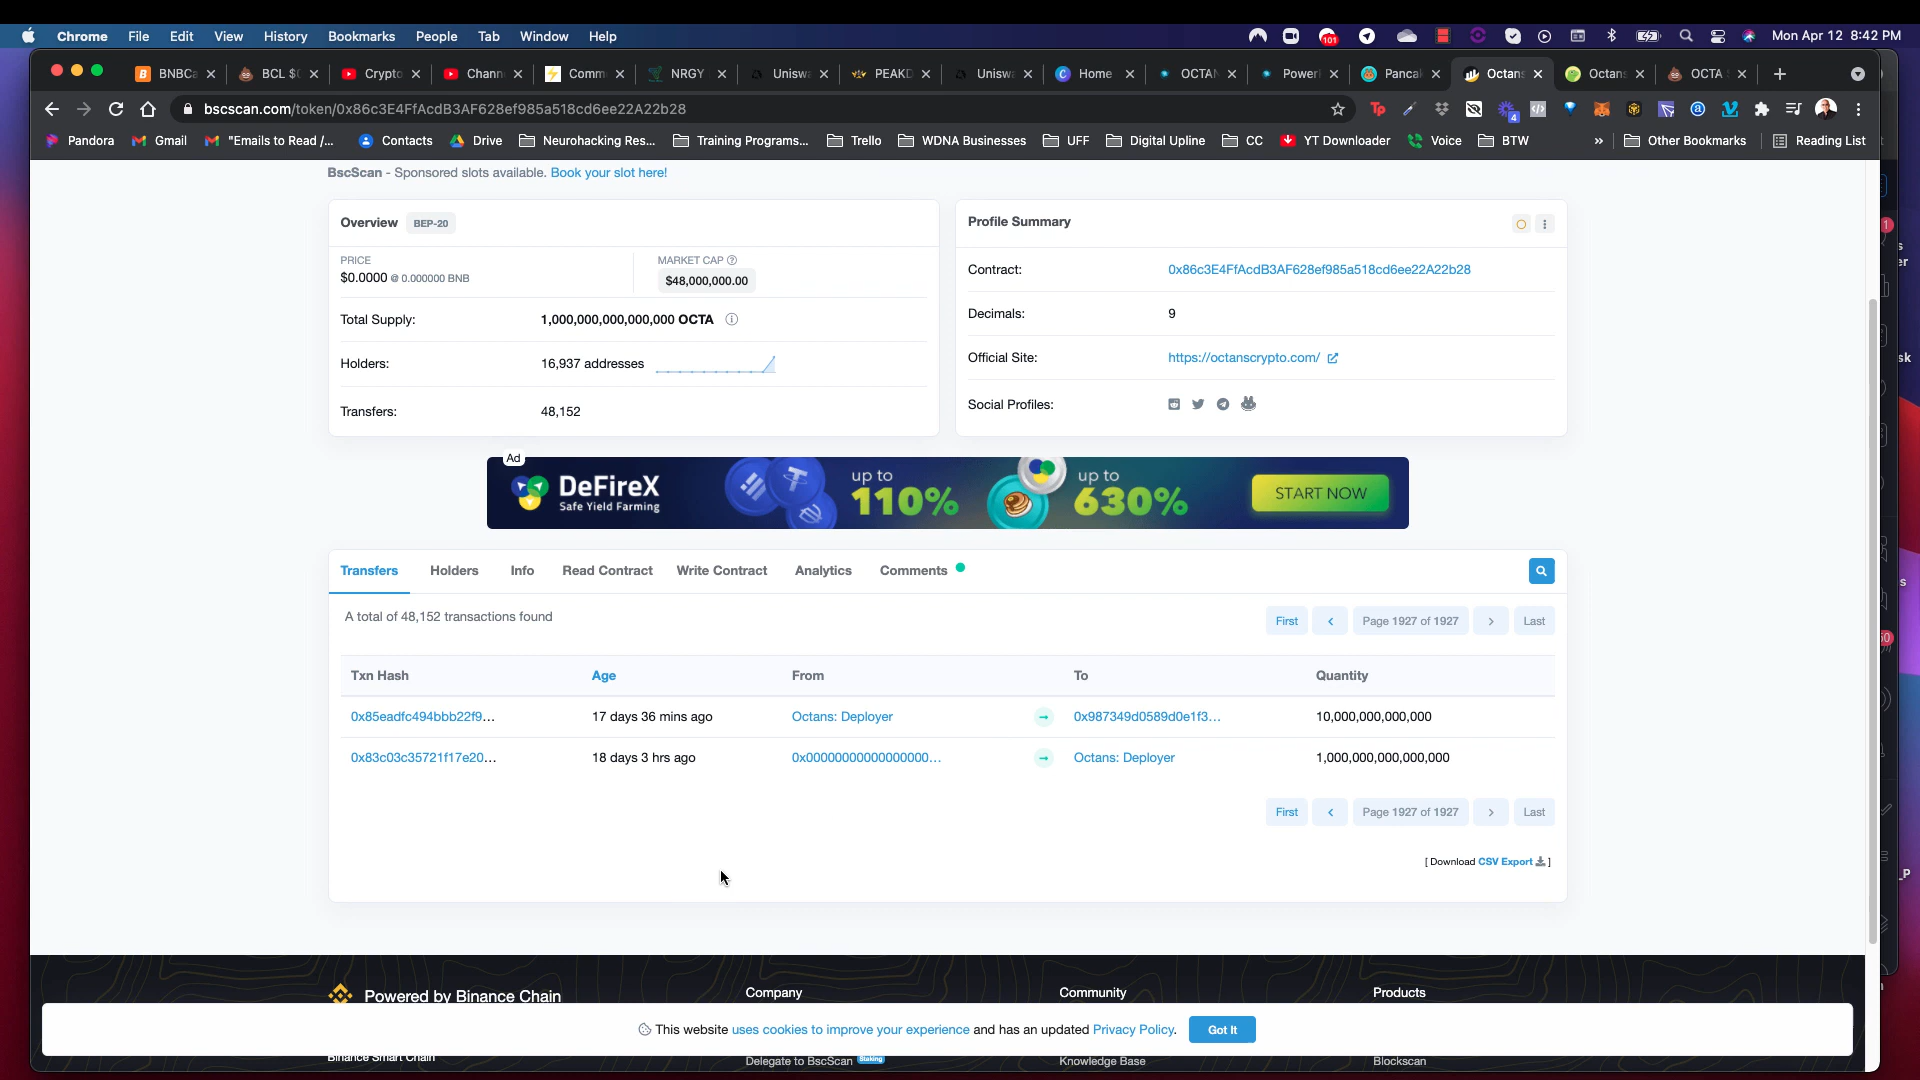 Chrome File Edit View History Bookmarks People Tab Window Help 101 Mon Apr 12 8:42 PM
BNBCa BCL $( Crypto Chann Comm NRGY Unisw PEAKD Unisw Home OCTAN Power Pancak Octans Octans OCTA
bscscan.com/token/0x86c3E4FfAcdB3AF628ef985a518cd6ee22A22b28
Pandora Gmail "Emails to Read /... Contacts Drive Neurohacking Res... Training Programs... Trello WDNA Businesses UFF Digital Upline CC YT Downloader Voice BTW » Other Bookmarks Reading List
BscScan - Sponsored slots available. Book your slot here!
Overview BEP-20
PRICE
$0.0000 @ 0.000000 BNB
MARKET CAP
$48,000,000.00
Total Supply: 1,000,000,000,000,000 OCTA
Holders: 16,937 addresses
Transfers: 48,152
Profile Summary
Contract: 0x86c3E4FfAcdB3AF628ef985a518cd6ee22A22b28
Decimals: 9
Official Site: https://octanscrypto.com/
Social Profiles:
Ad
DeFireX
Safe Yield Farming
up to
110%
up to
630%
START NOW
Transfers Holders Info Read Contract Write Contract Analytics Comments
A total of 48,152 transactions found
First Page 1927 of 1927 Last
Txn Hash Age From To Quantity
0x85eadfc494bbb22f9... 17 days 36 mins ago Octans: Deployer 0x987349d0589d0e1f3... 10,000,000,000,000
0x83c03c35721f17e20... 18 days 3 hrs ago 0x00000000000000000... Octans: Deployer 1,000,000,000,000,000
First Page 1927 of 1927 Last
[ Download CSV Export ]
Powered by Binance Chain Company Community Products
This website uses cookies to improve your experience and has an updated Privacy Policy. Got It
Binance Smart Chain Delegate to BscScan Staking Knowledge Base Blockscan